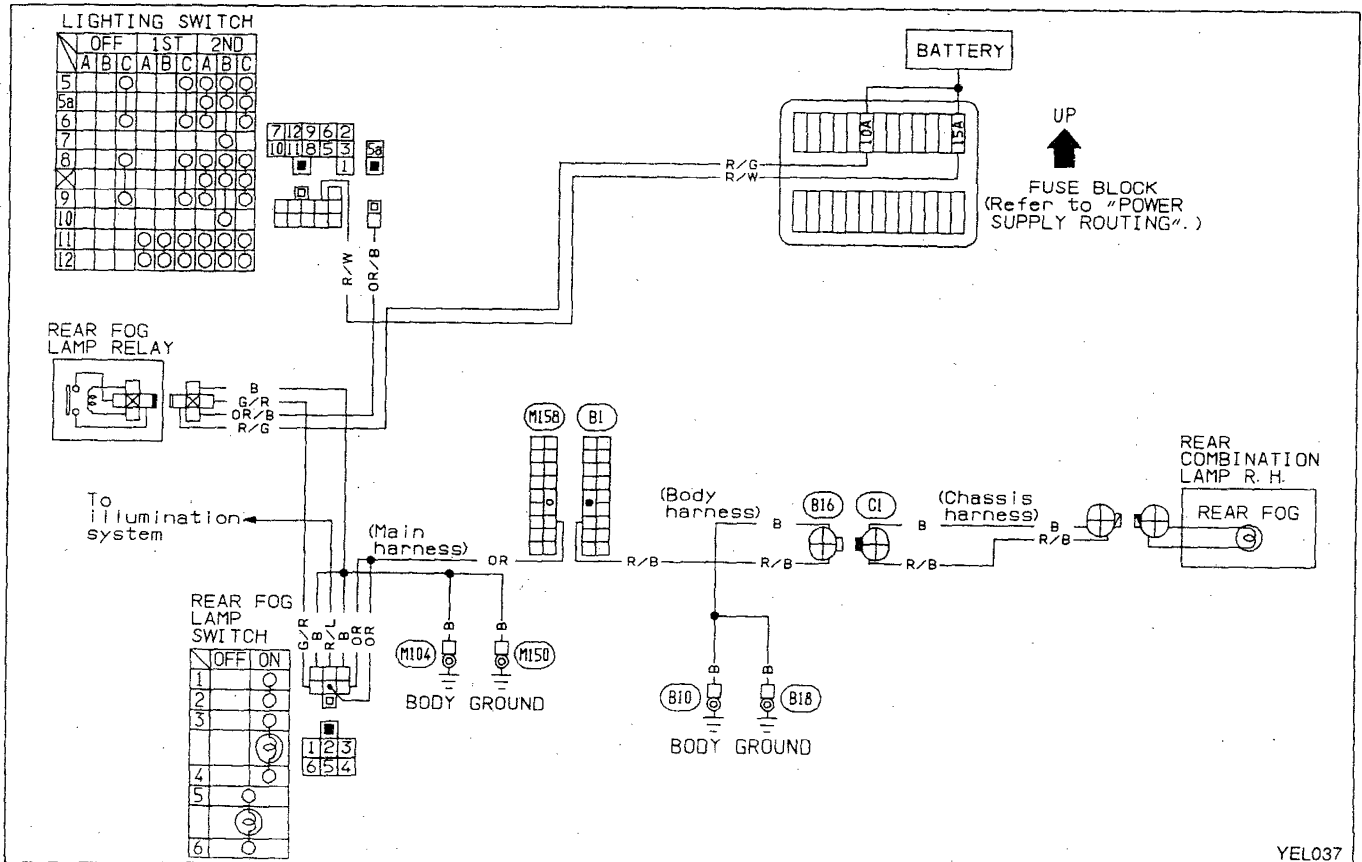 LIGHTING SWITCH
OFF 1ST 2ND
A B C A B C A B C
5
5a
6
7
8
9
10
11
12
7 12 9 6 2
10 11 8 5 3
1
5a
R/W
OR/B
BATTERY
10A
15A
R/G
R/W
UP
FUSE BLOCK
(Refer to "POWER
SUPPLY ROUTING".)
REAR FOG
LAMP RELAY
B
G/R
OR/B
R/G
To
illumination
system
(Main
harness)
OR
M158
B1
R/B
(Body
harness)
B
R/B
B16
C1
(Chassis
harness)
B
R/B
B
R/B
REAR
COMBINATION
LAMP R.H.
REAR FOG
REAR FOG
LAMP
SWITCH
OFF ON
1
2
3
4
5
6
G/R
B
R/L
B
OR
OR
1 2 3
6 5 4
B
B
M104
M150
BODY GROUND
B
B
B10
B18
BODY GROUND
YEL037